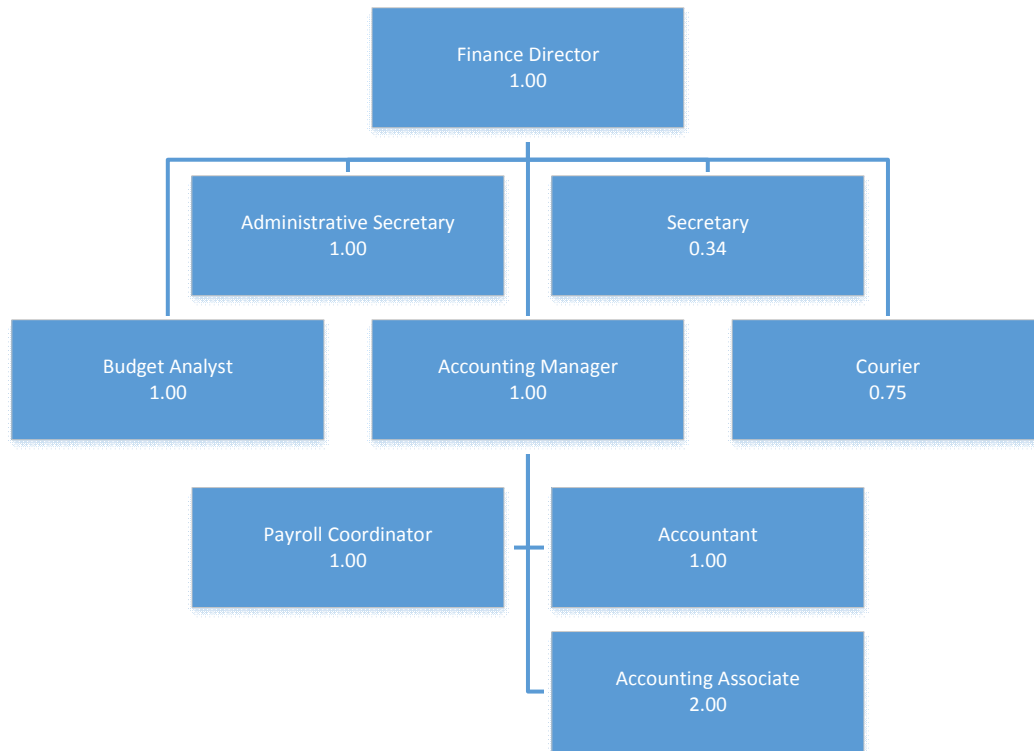 Finance Director
1.00
Administrative Secretary
1.00
Secretary
0.34
Budget Analyst
1.00
Accounting Manager
1.00
Courier
0.75
Payroll Coordinator
1.00
Accountant
1.00
Accounting Associate
2.00